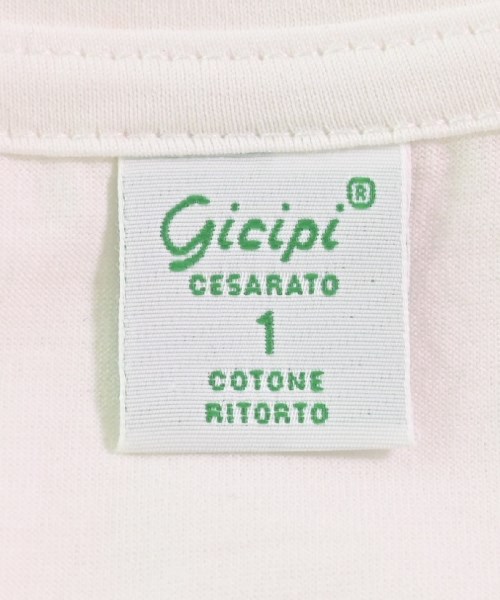 Gicipi®
CESARATO
1
COTONE
RITORTO